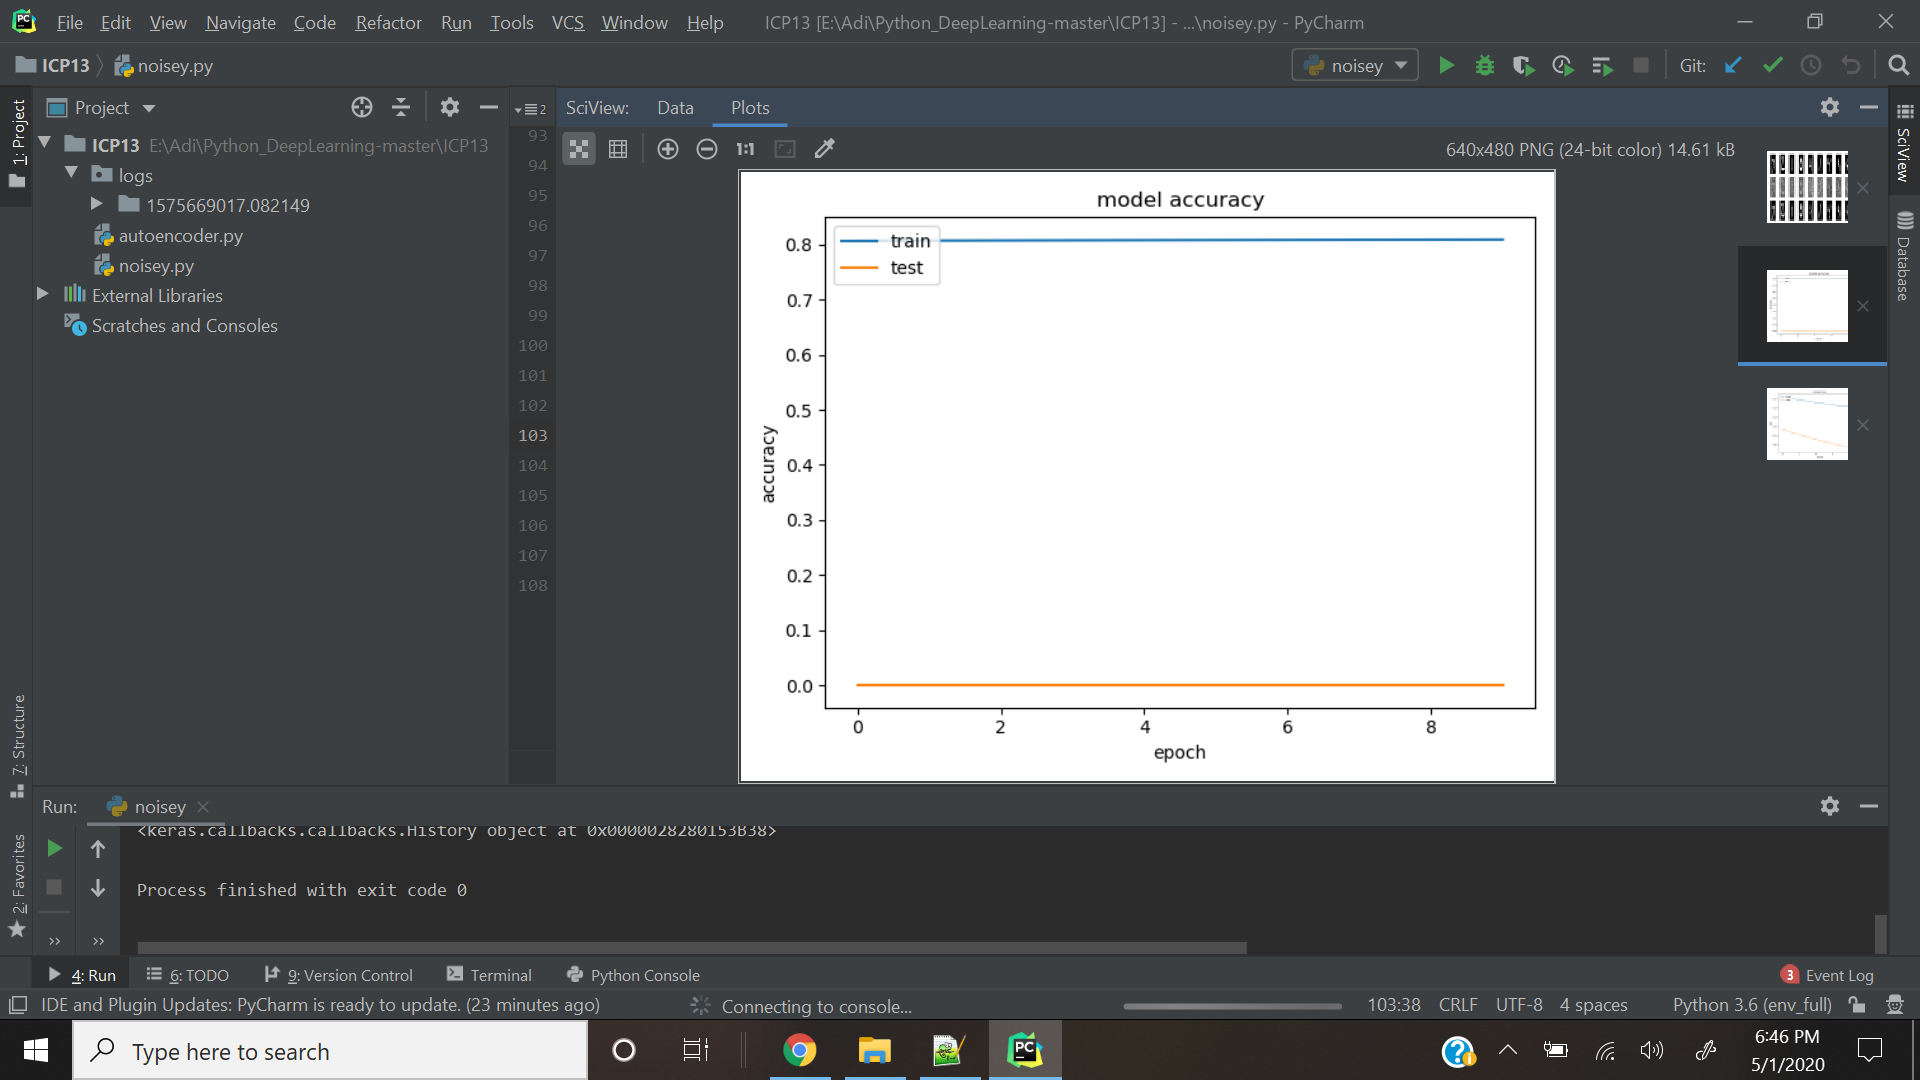 File Edit View Navigate Code Refactor Run Tools VCS Window Help ICP13 [E:\Adi\Python_DeepLearning-master\ICP13] - ...\noisey.py - PyCharm
ICP13 noisey.py noisey Git:
1: Project
Project
ICP13 E:\Adi\Python_DeepLearning-master\ICP13
logs
1575669017.082149
autoencoder.py
noisey.py
External Libraries
Scratches and Consoles
2
93
94
95
96
97
98
99
100
101
102
103
104
105
106
107
108
SciView: Data Plots
1:1 640x480 PNG (24-bit color) 14.61 kB
model accuracy
train
test
0.8
0.7
0.6
0.5
0.4
0.3
0.2
0.1
0.0
accuracy
0 2 4 6 8
epoch
SciView
Database
7: Structure
2: Favorites
Run: noisey
<keras.callbacks.callbacks.History object at 0x0000028280153B38>
Process finished with exit code 0
4: Run 6: TODO 9: Version Control Terminal Python Console 3 Event Log
IDE and Plugin Updates: PyCharm is ready to update. (23 minutes ago) Connecting to console... 103:38 CRLF UTF-8 4 spaces Python 3.6 (env_full)
Type here to search
PC
6:46 PM
5/1/2020